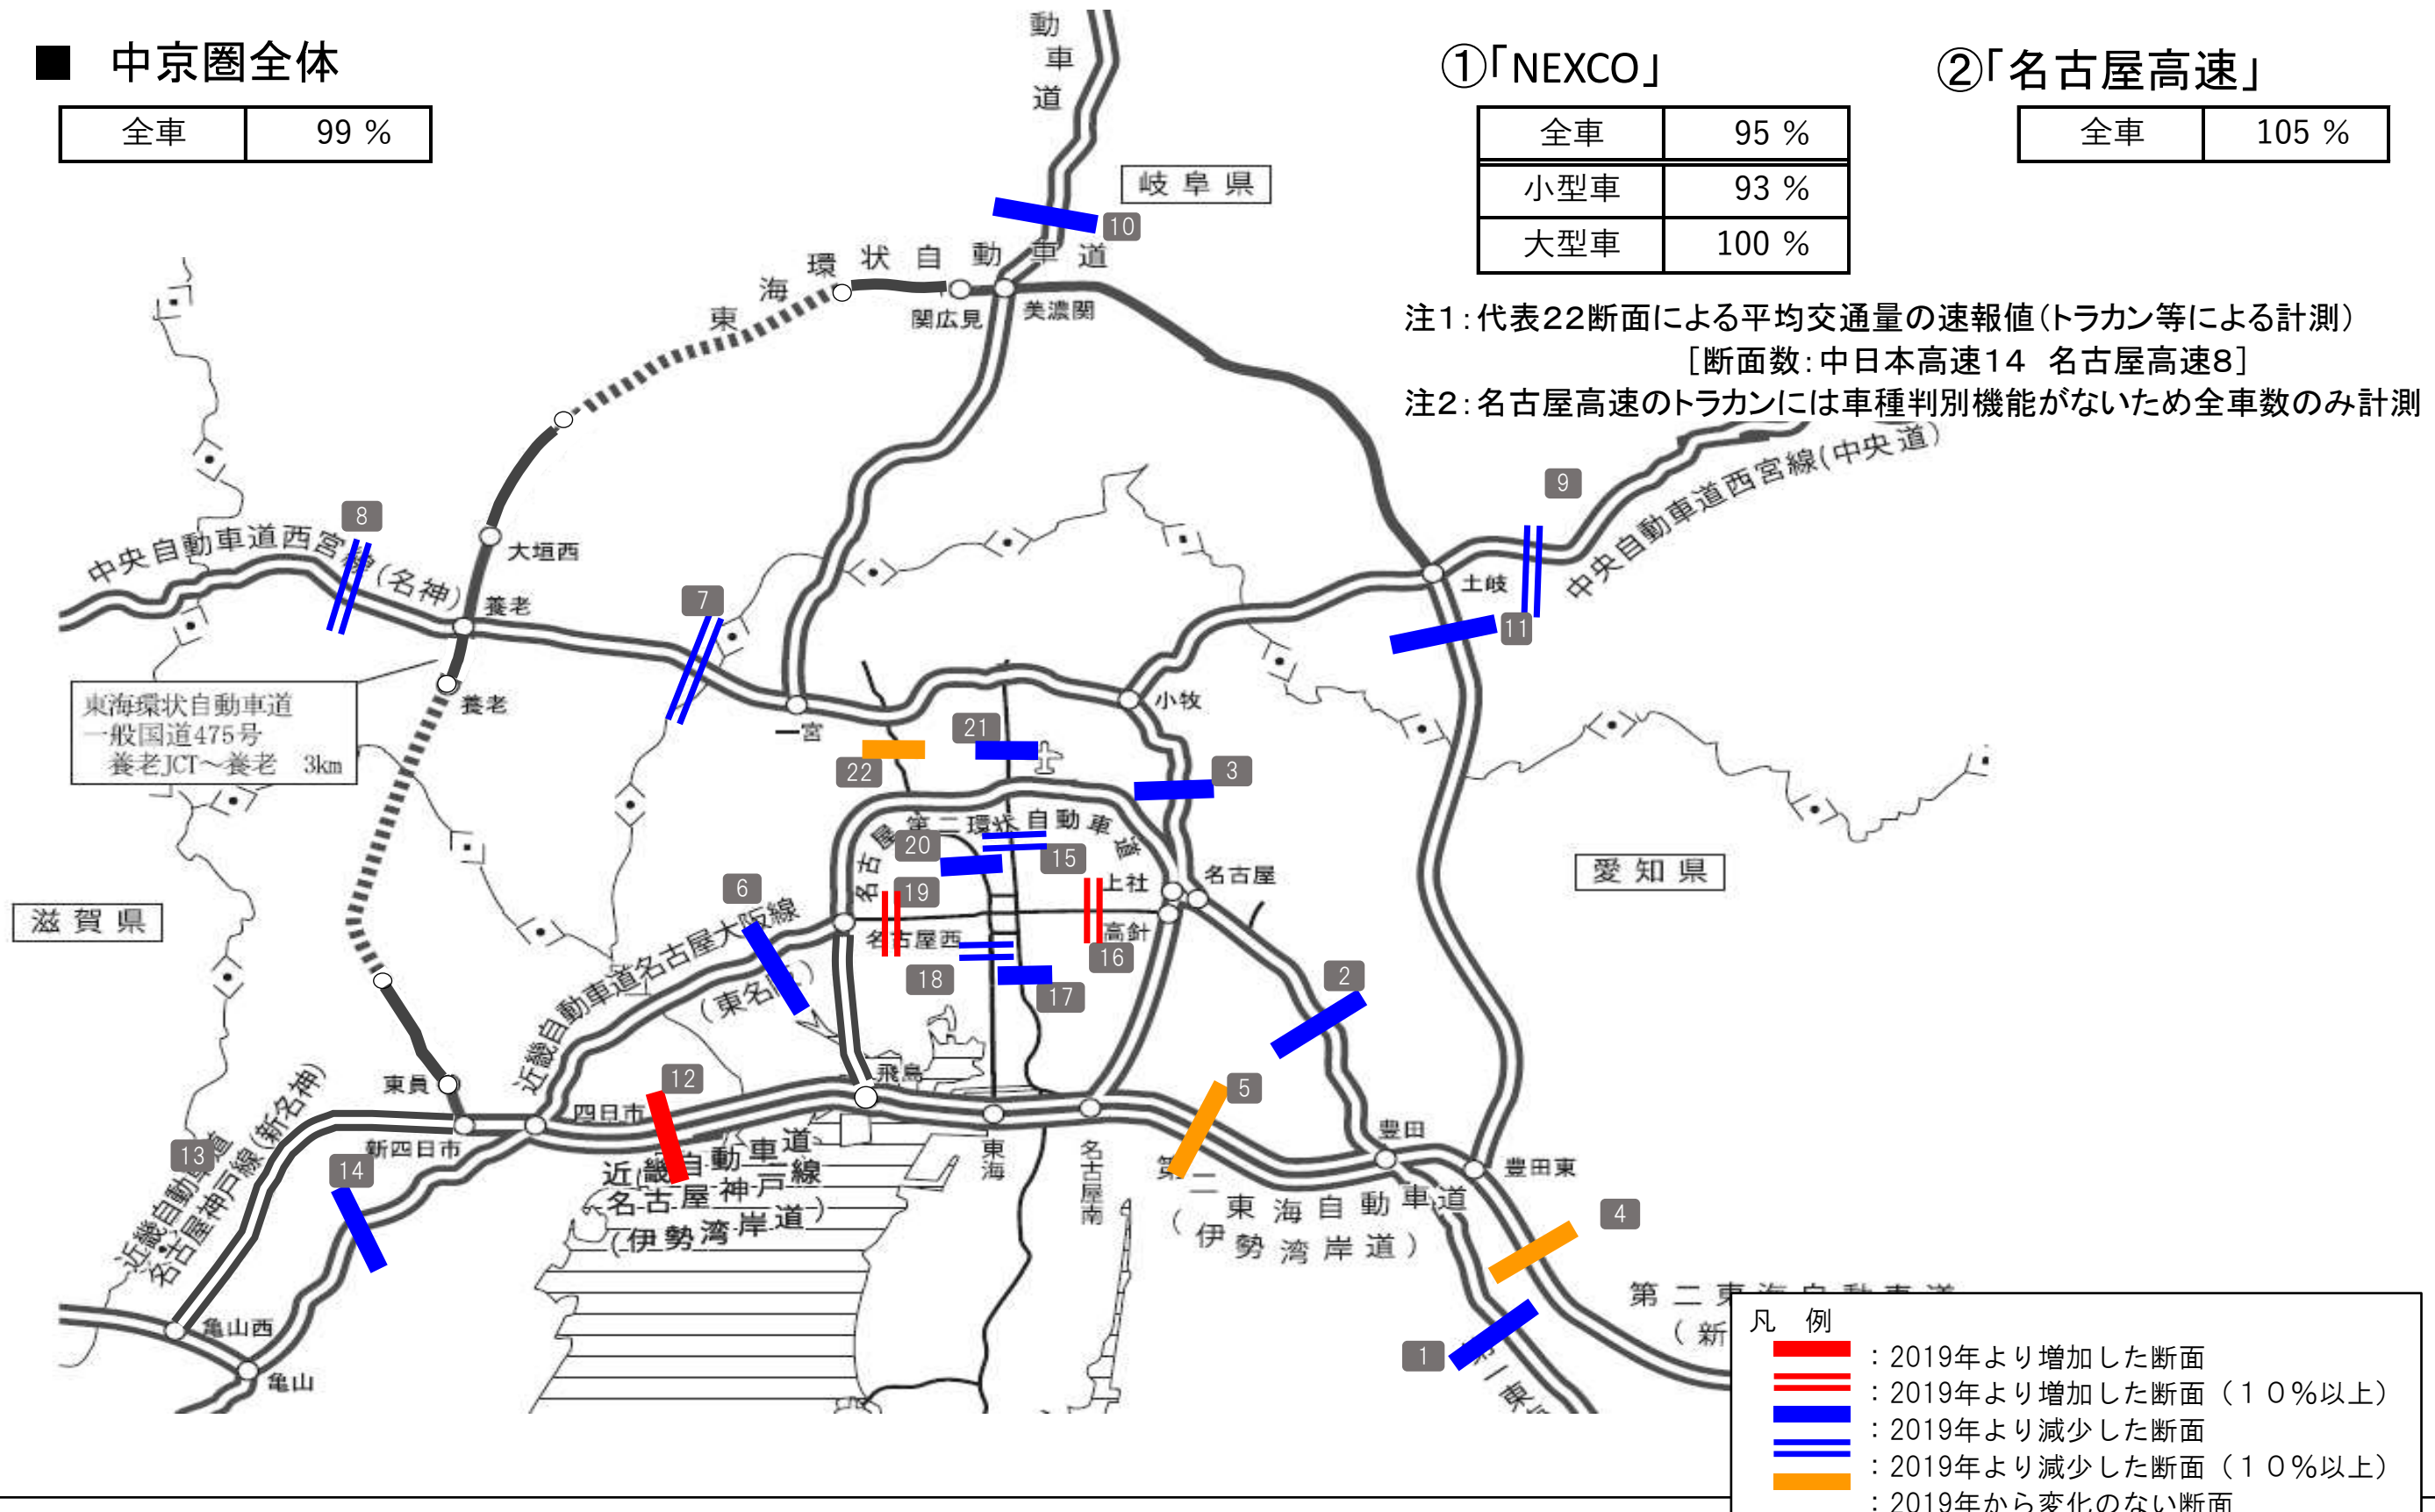 ■ 中京圏全体
全車 99 %
①「NEXCO」
全車 95 %
小型車 93 %
大型車 100 %
②「名古屋高速」
全車 105 %
注1：代表22断面による平均交通量の速報値（トラカン等による計測）
［断面数：中日本高速14 名古屋高速8］
注2：名古屋高速のトラカンには車種判別機能がないため全車数のみ計測
動車道
岐阜県
10
東海環状自動車道
関広見
美濃関
中央自動車道西宮線(中央道)
9
8
中央自動車道西宮線(名神)
大垣西
養老
7
土岐
11
東海環状自動車道
一般国道475号
養老JCT～養老 3km
養老
一宮
小牧
21
22
3
名古屋第二環状自動車道
20
15
上社
名古屋
愛知県
6
19
名古屋西
高針
16
滋賀県
近畿自動車道名古屋大阪線
(東名阪)
18
17
2
飛島
東員
12
四日市
5
新四日市
13
14
近畿自動車道
名古屋神戸線(新名神)
近畿自動車道
名古屋神戸線
(伊勢湾岸道)
東海
名古屋南
豊田
豊田東
第二東海自動車道
(伊勢湾岸道)
4
亀山西
亀山
1
第二東海自動車道
(新
第一東
凡 例
：2019年より増加した断面
：2019年より増加した断面（１０％以上）
：2019年より減少した断面
：2019年より減少した断面（１０％以上）
：2019年から変化のない断面